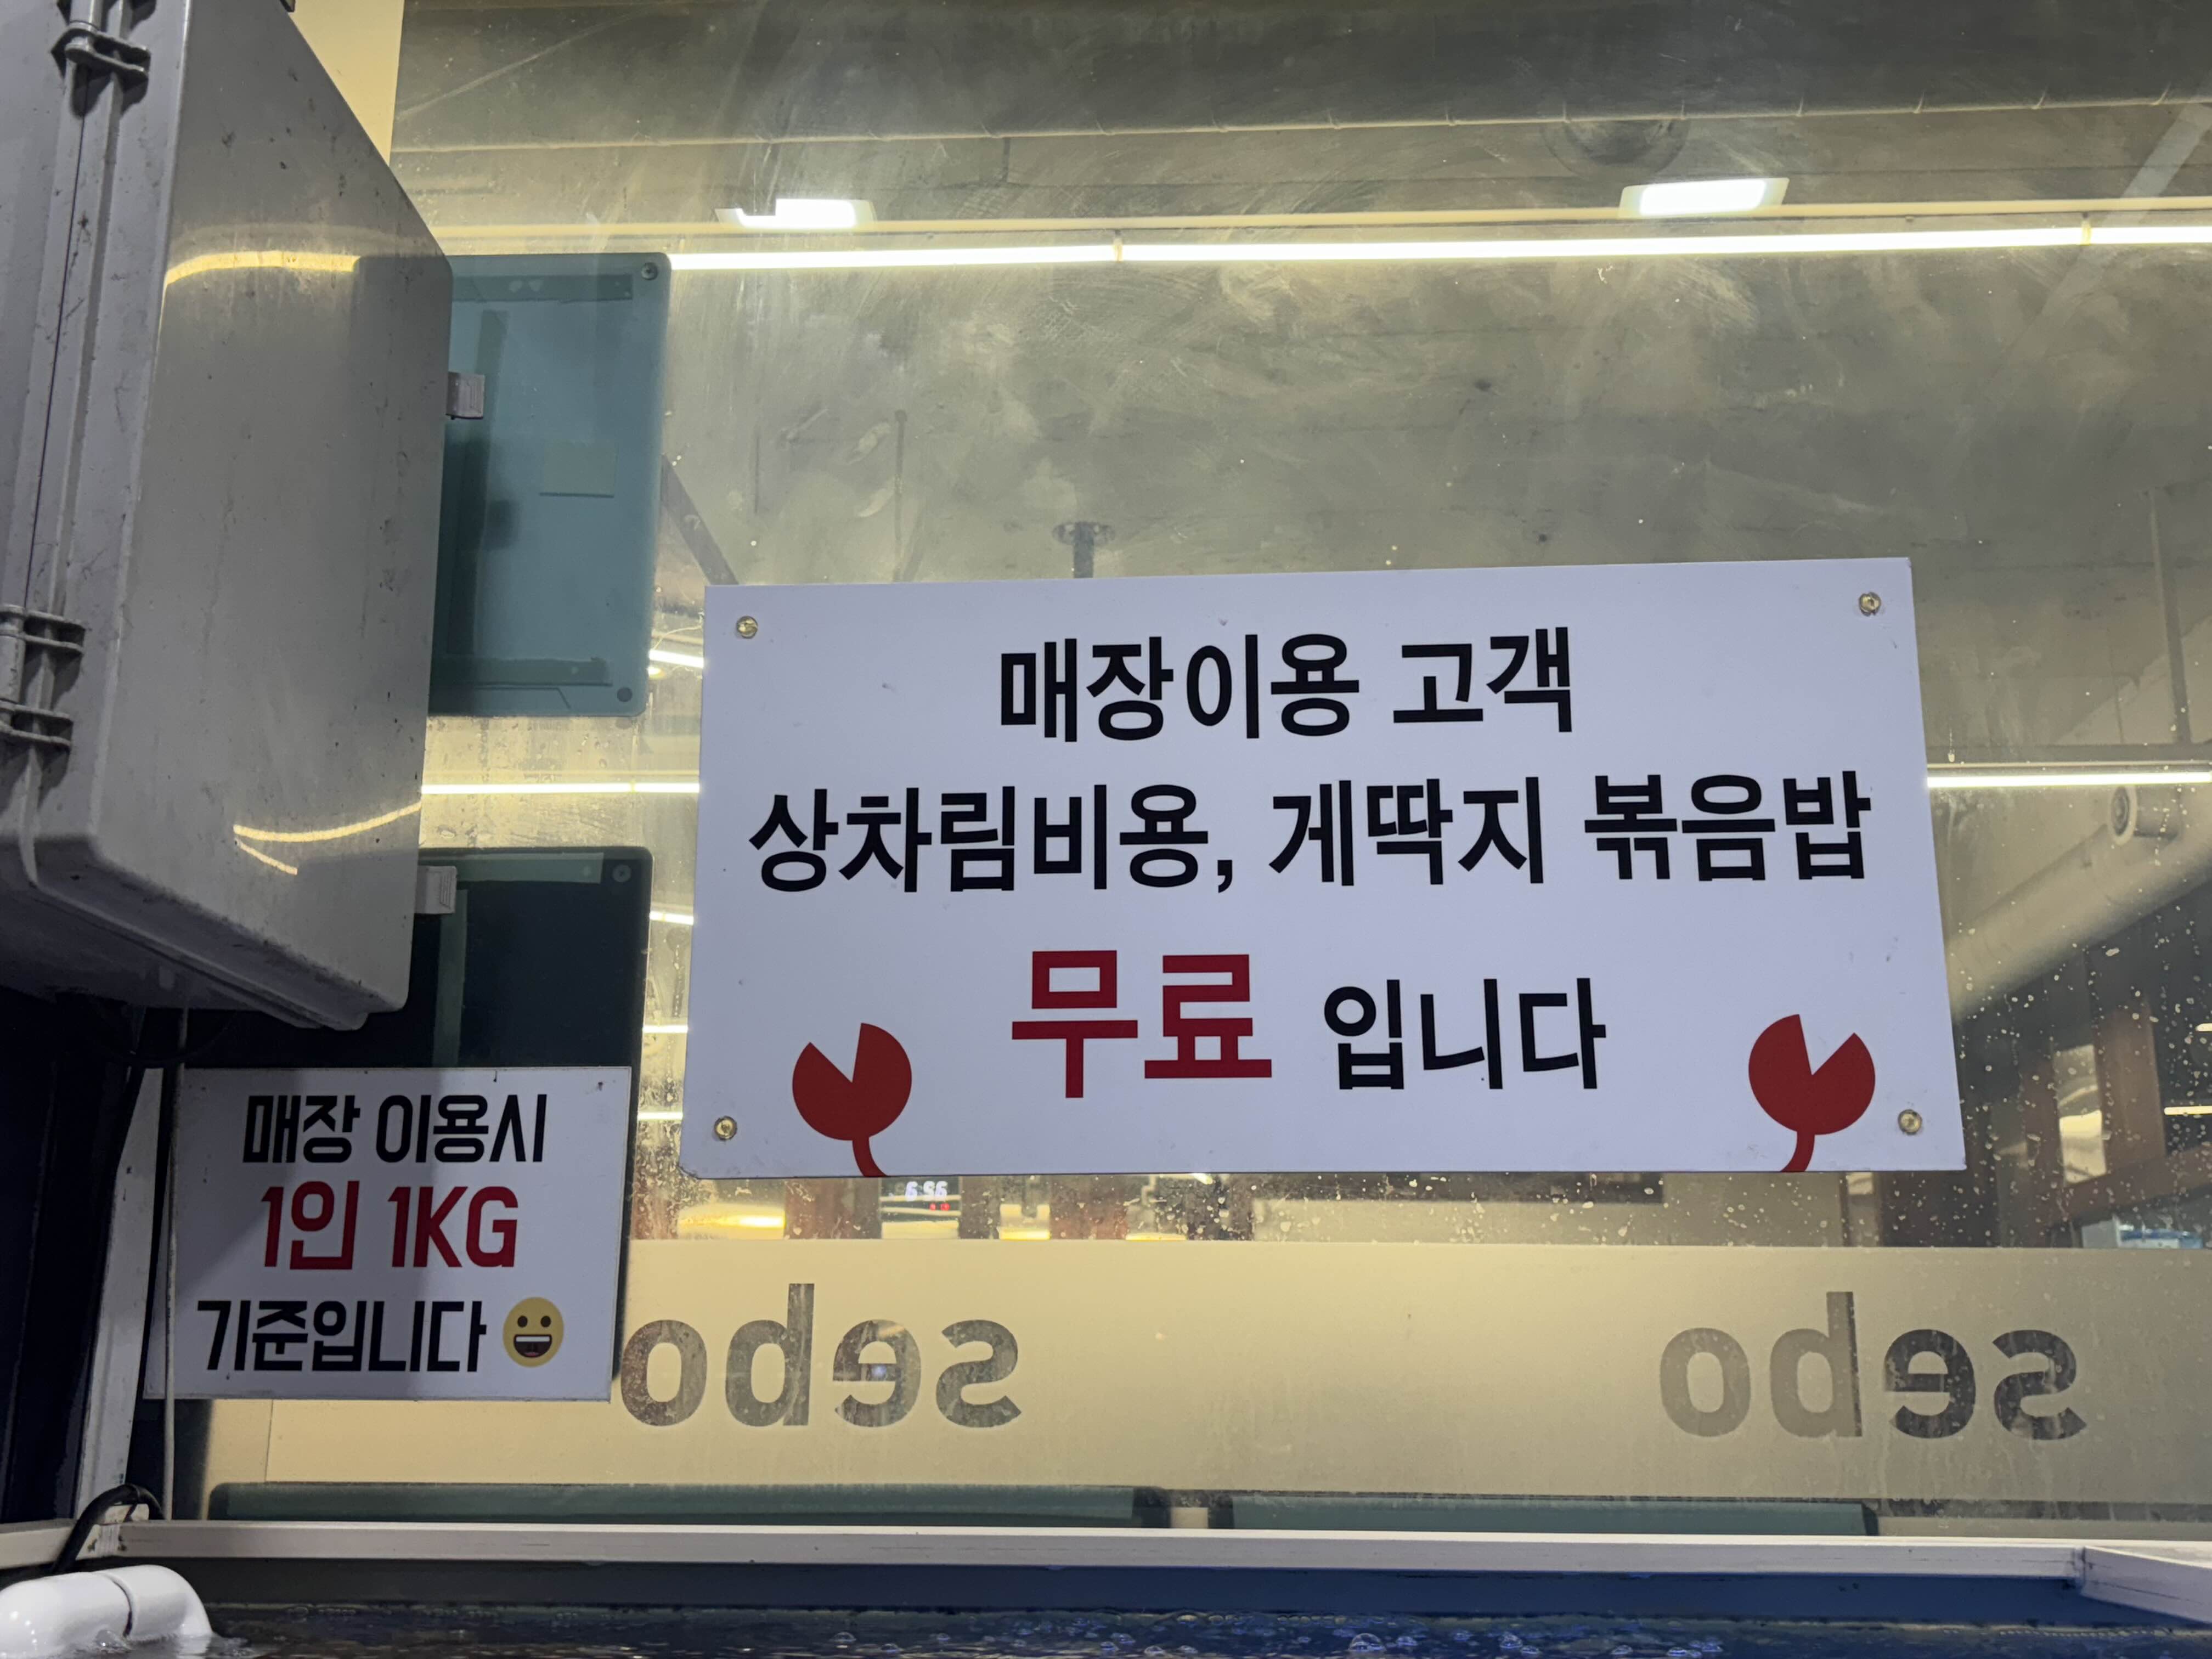 매장이용 고객
상차림비용, 게딱지 볶음밥
무료 입니다
매장 이용시
1인 1KG
기준입니다
sebo
sebo